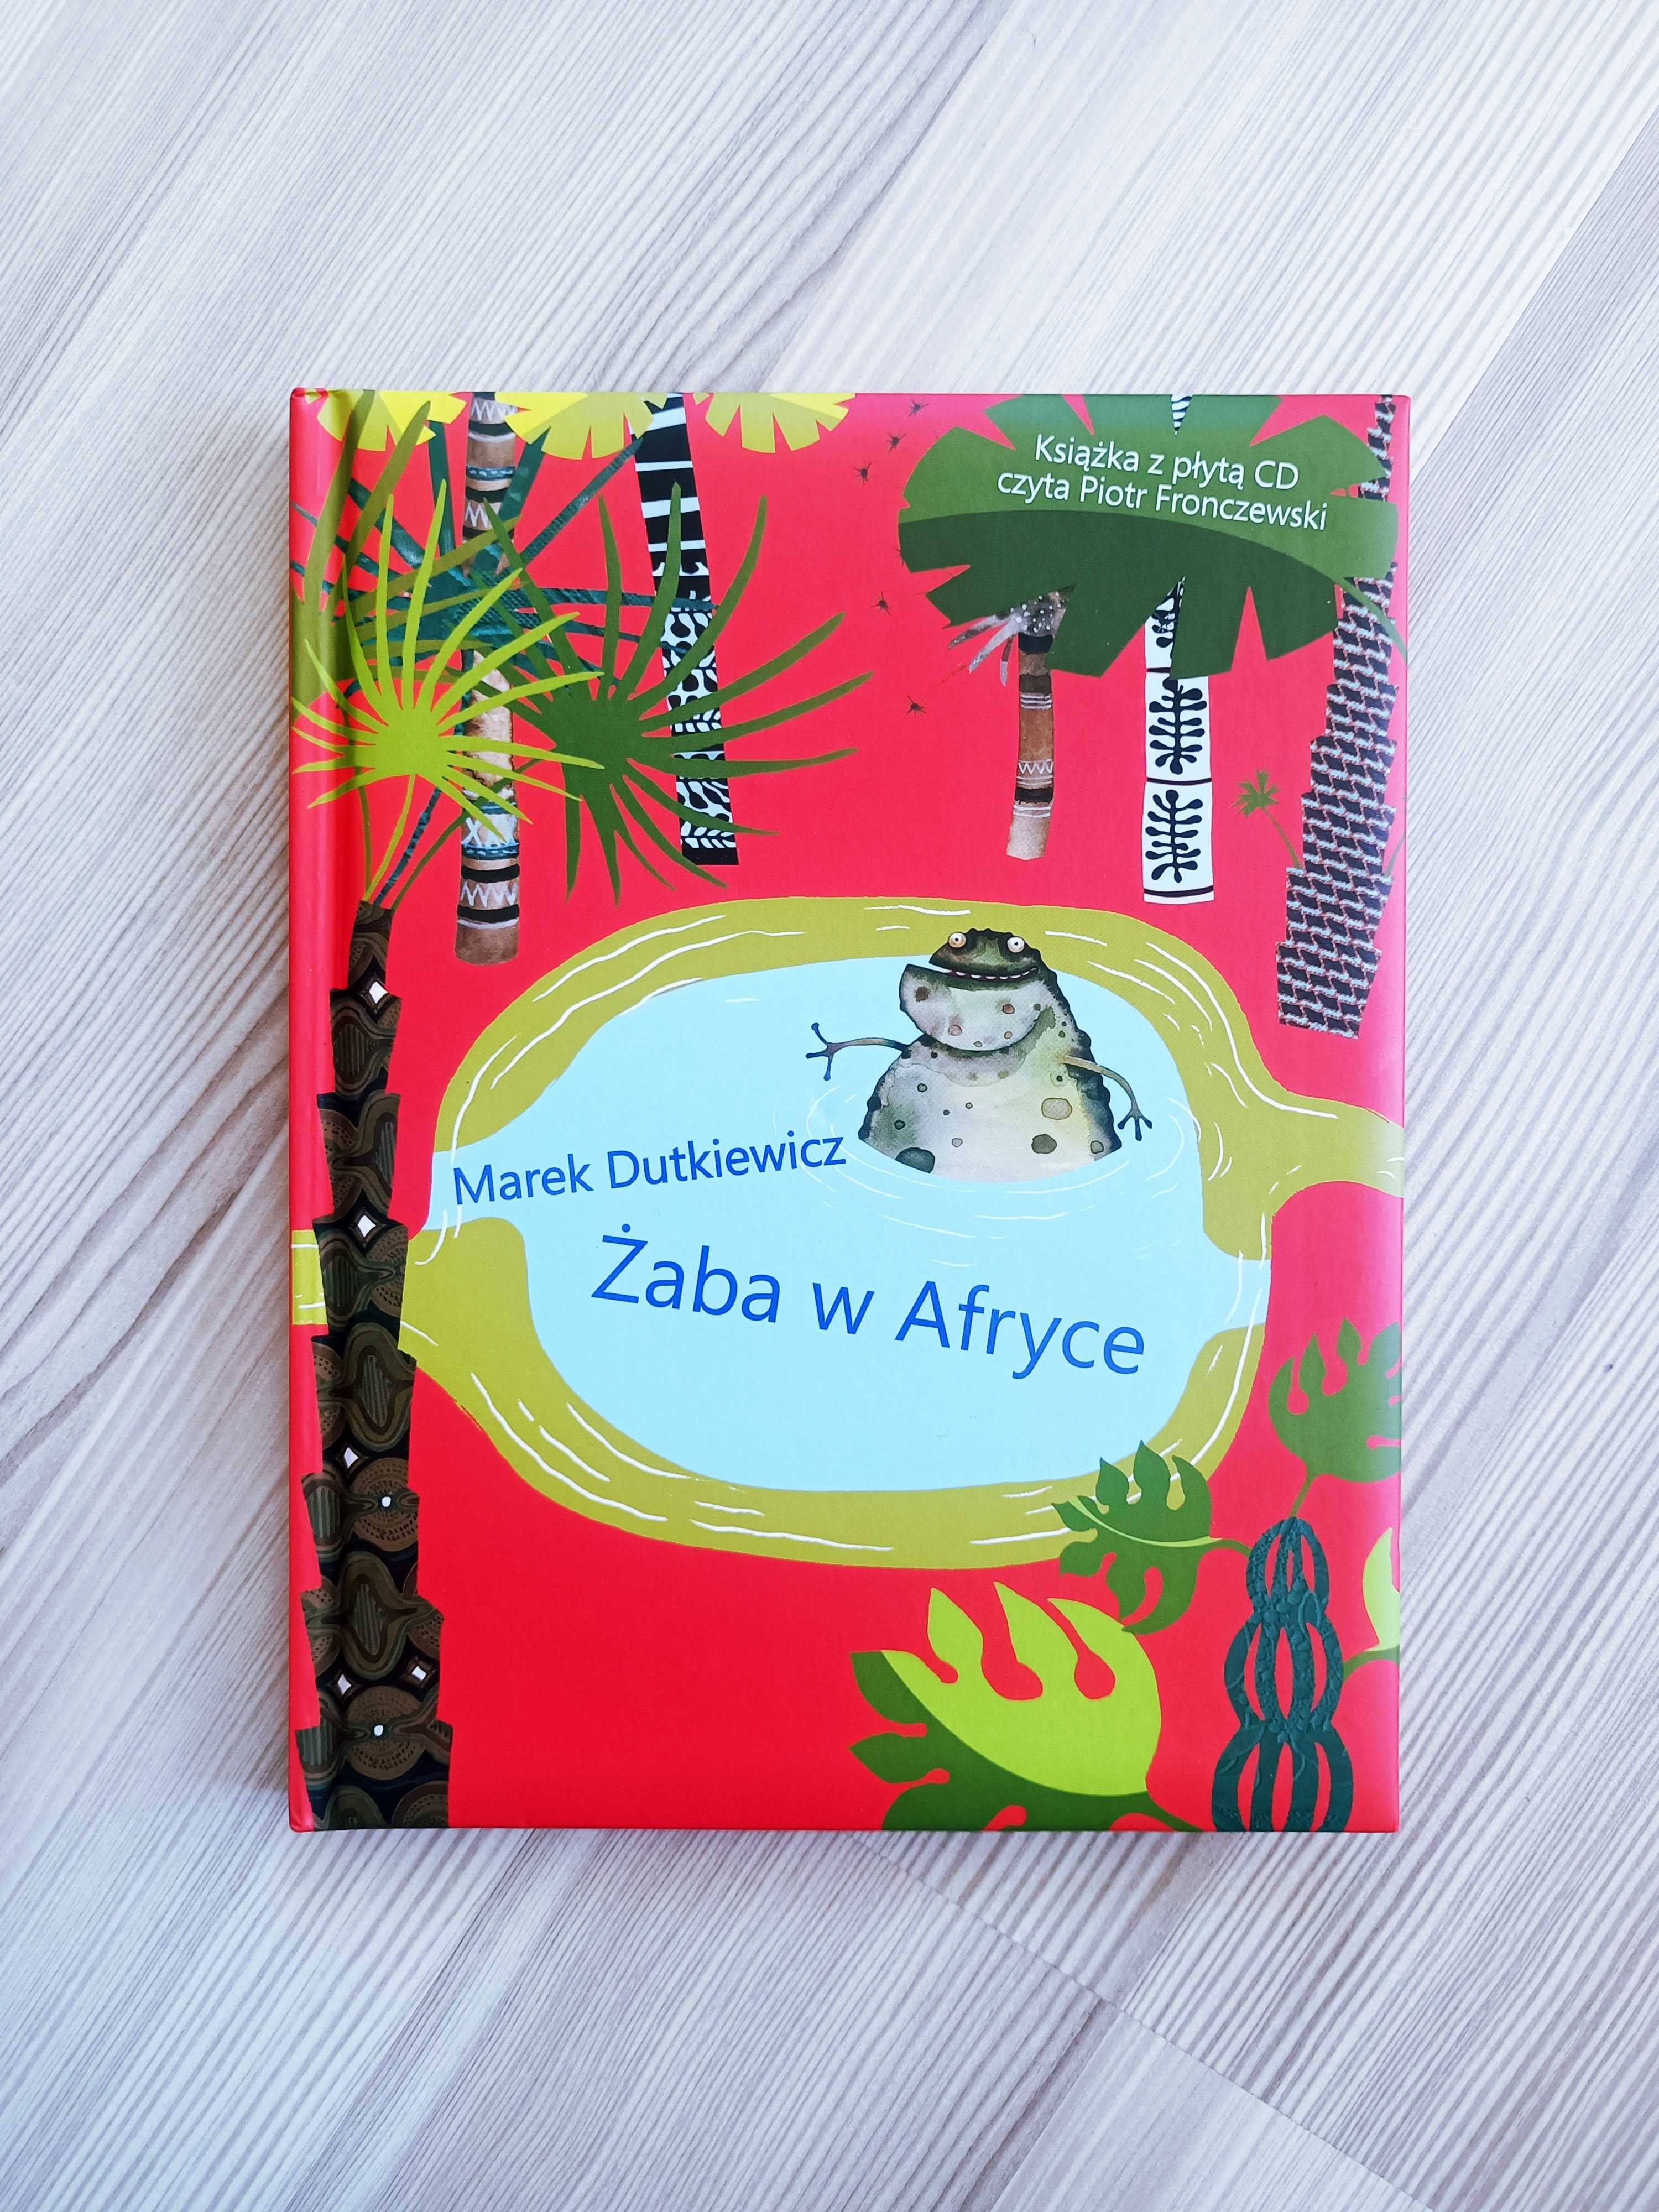 Książka z płytą CD
czyta Piotr Fronczewski
Marek Dutkiewicz
Żaba w Afryce